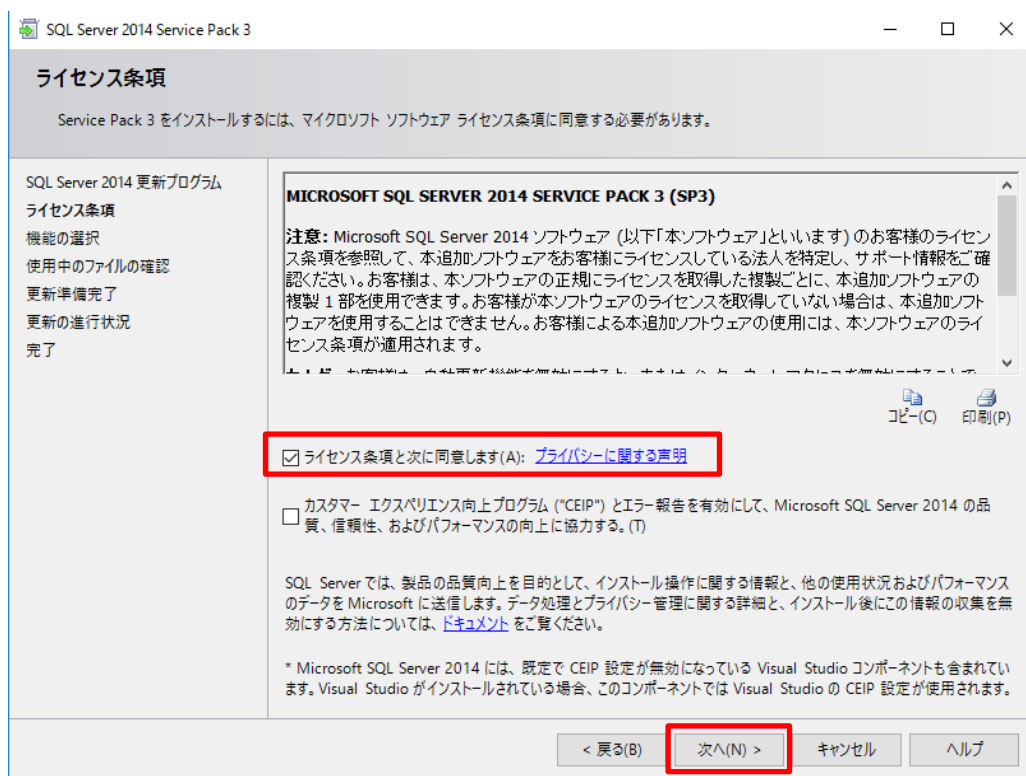 SQL Server 2014 Service Pack 3
ライセンス条項
Service Pack 3 をインストールするには、マイクロソフト ソフトウェア ライセンス条項に同意する必要があります。
SQL Server 2014 更新プログラム
ライセンス条項
機能の選択
使用中のファイルの確認
更新準備完了
更新の進行状況
完了
MICROSOFT SQL SERVER 2014 SERVICE PACK 3 (SP3)
注意: Microsoft SQL Server 2014 ソフトウェア (以下「本ソフトウェア」といいます) のお客様のライセン
ス条項を参照して、本追加ソフトウェアをお客様にライセンスしている法人を特定し、サポート情報をご確
認ください。お客様は、本ソフトウェアの正規にライセンスを取得した複製ごとに、本追加ソフトウェアの
複製 1 部を使用できます。お客様が本ソフトウェアのライセンスを取得していない場合は、本追加ソフト
ウェアを使用することはできません。お客様による本追加ソフトウェアの使用には、本ソフトウェアのライ
センス条項が適用されます。
コピー(C) 印刷(P)
ライセンス条項と次に同意します(A): プライバシーに関する声明
カスタマー エクスペリエンス向上プログラム ("CEIP") とエラー報告を有効にして、Microsoft SQL Server 2014 の品
質、信頼性、およびパフォーマンスの向上に協力する。(T)
SQL Server では、製品の品質向上を目的として、インストール操作に関する情報と、他の使用状況およびパフォーマンス
のデータを Microsoft に送信します。データ処理とプライバシー管理に関する詳細と、インストール後にこの情報の収集を無
効にする方法については、ドキュメント をご覧ください。
* Microsoft SQL Server 2014 には、既定で CEIP 設定が無効になっている Visual Studio コンポーネントも含まれてい
ます。Visual Studio がインストールされている場合、このコンポーネントでは Visual Studio の CEIP 設定が使用されます。
< 戻る(B) 次へ(N) > キャンセル ヘルプ